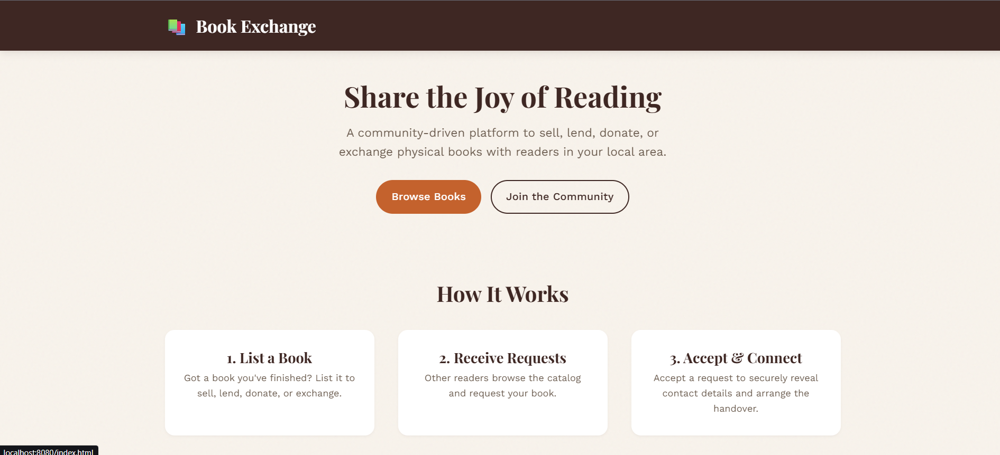 Book Exchange
Share the Joy of Reading
A community-driven platform to sell, lend, donate, or
exchange physical books with readers in your local area.
Browse Books
Join the Community
How It Works
1. List a Book
Got a book you've finished? List it to
sell, lend, donate, or exchange.
2. Receive Requests
Other readers browse the catalog
and request your book.
3. Accept & Connect
Accept a request to securely reveal
contact details and arrange the
handover.
localhost:8080/index.html